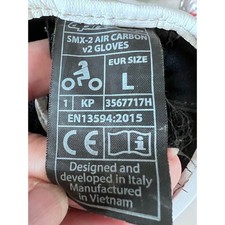 SMX-2 AIR CARBON
v2 GLOVES
EUR SIZE
L
1 KP 3567717H
EN13594:2015
CE i
Designed and
developed in Italy
Manufactured
in Vietnam